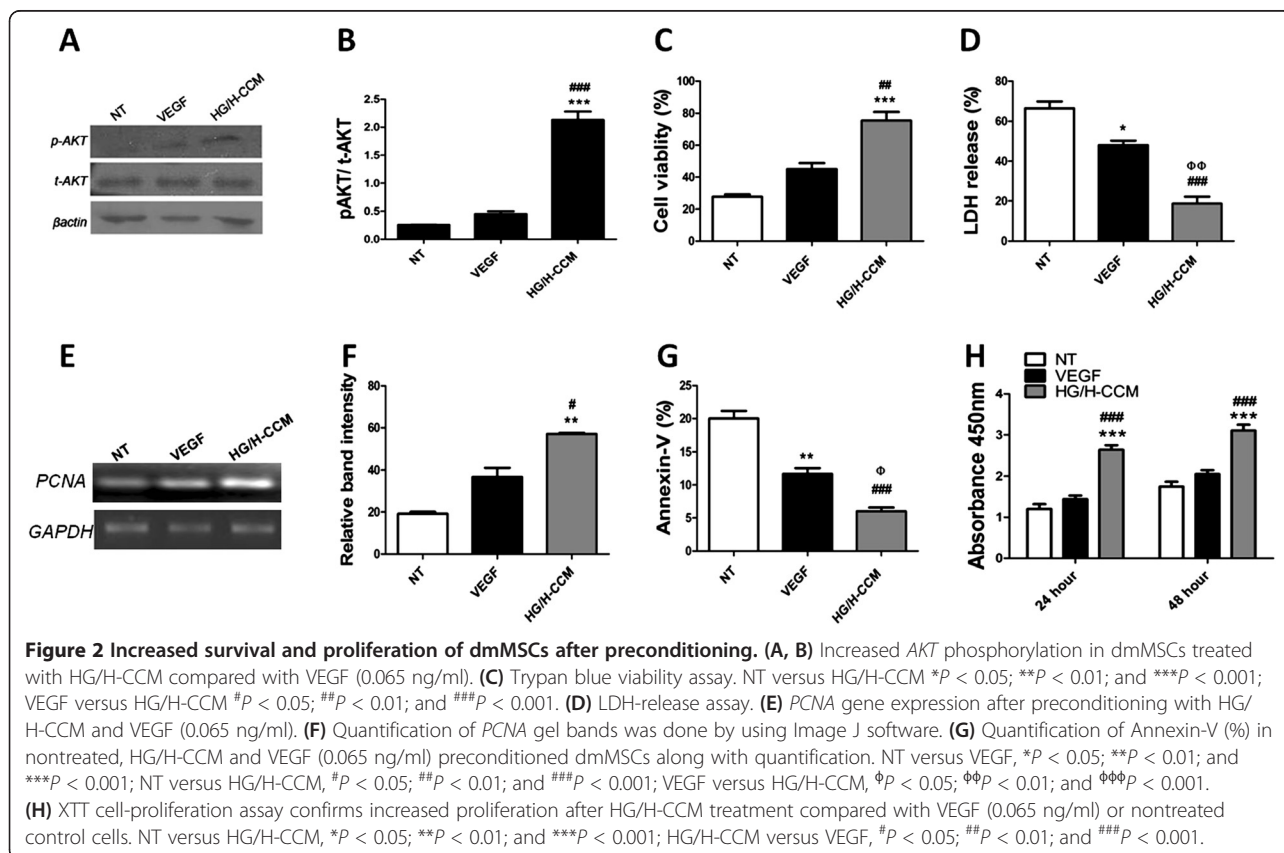 A
NT
VEGF
HG/H-CCM
p-AKT
t-AKT
βactin
B
pAKT/ t-AKT
2.5
2.0
1.5
1.0
0.5
0.0
###
***
NT
VEGF
HG/H-CCM
C
Cell viablity (%)
100
80
60
40
20
0
##
***
NT
VEGF
HG/H-CCM
D
LDH release (%)
80
60
40
20
0
*
ΦΦ
###
NT
VEGF
HG/H-CCM
E
NT
VEGF
HG/H-CCM
PCNA
GAPDH
F
Relative band intensity
80
60
40
20
0
#
**
NT
VEGF
HG/H-CCM
G
Annexin-V (%)
25
20
15
10
5
0
**
Φ
###
NT
VEGF
HG/H-CCM
H
NT
VEGF
HG/H-CCM
Absorbance 450nm
4
3
2
1
0
###
***
###
***
24 hour
48 hour
Figure 2 Increased survival and proliferation of dmMSCs after preconditioning. (A, B) Increased AKT phosphorylation in dmMSCs treated
with HG/H-CCM compared with VEGF (0.065 ng/ml). (C) Trypan blue viability assay. NT versus HG/H-CCM *P < 0.05; **P < 0.01; and ***P < 0.001;
VEGF versus HG/H-CCM #P < 0.05; ##P < 0.01; and ###P < 0.001. (D) LDH-release assay. (E) PCNA gene expression after preconditioning with HG/
H-CCM and VEGF (0.065 ng/ml). (F) Quantification of PCNA gel bands was done by using Image J software. (G) Quantification of Annexin-V (%) in
nontreated, HG/H-CCM and VEGF (0.065 ng/ml) preconditioned dmMSCs along with quantification. NT versus VEGF, *P < 0.05; **P < 0.01; and
***P < 0.001; NT versus HG/H-CCM, #P < 0.05; ##P < 0.01; and ###P < 0.001; VEGF versus HG/H-CCM, ϕP < 0.05; ϕϕP < 0.01; and ϕϕϕP < 0.001.
(H) XTT cell-proliferation assay confirms increased proliferation after HG/H-CCM treatment compared with VEGF (0.065 ng/ml) or nontreated
control cells. NT versus HG/H-CCM, *P < 0.05; **P < 0.01; and ***P < 0.001; HG/H-CCM versus VEGF, #P < 0.05; ##P < 0.01; and ###P < 0.001.